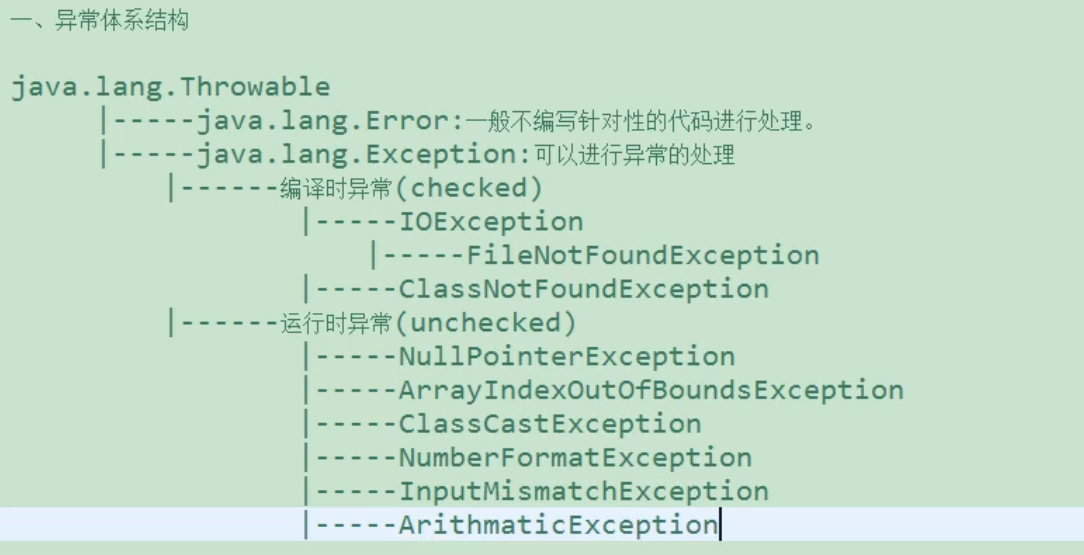 一、异常体系结构
java.lang.Throwable
|-----java.lang.Error:一般不编写针对性的代码进行处理。
|-----java.lang.Exception:可以进行异常的处理
|------编译时异常(checked)
|-----IOException
|-----FileNotFoundException
|-----ClassNotFoundException
|------运行时异常(unchecked)
|-----NullPointerException
|-----ArrayIndexOutOfBoundsException
|-----ClassCastException
|-----NumberFormatException
|-----InputMismatchException
|-----ArithmaticException